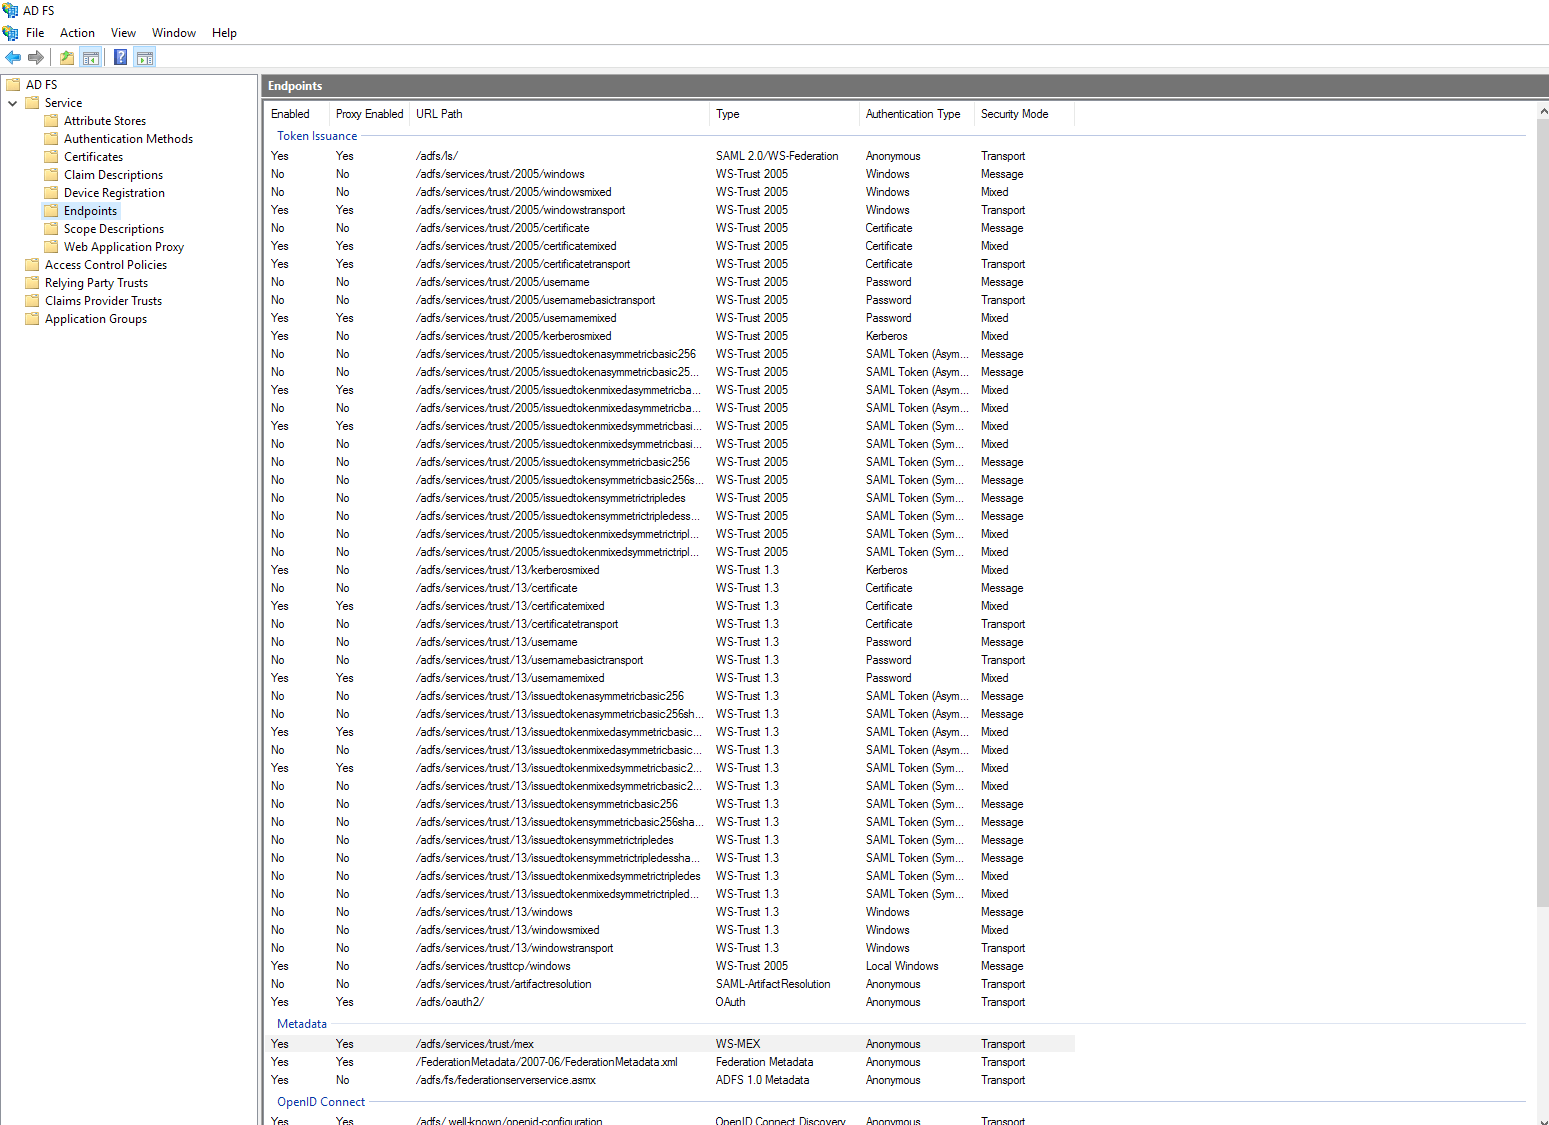 AD FS
File Action View Window Help
AD FS
Service
Attribute Stores
Authentication Methods
Certificates
Claim Descriptions
Device Registration
Endpoints
Scope Descriptions
Web Application Proxy
Access Control Policies
Relying Party Trusts
Claims Provider Trusts
Application Groups
Endpoints
Enabled Proxy Enabled URL Path Type Authentication Type Security Mode
Token Issuance
Yes Yes /adfs/ls/ SAML 2.0/WS-Federation Anonymous Transport
No No /adfs/services/trust/2005/windows WS-Trust 2005 Windows Message
No No /adfs/services/trust/2005/windowsmixed WS-Trust 2005 Windows Mixed
Yes Yes /adfs/services/trust/2005/windowstransport WS-Trust 2005 Windows Transport
No No /adfs/services/trust/2005/certificate WS-Trust 2005 Certificate Message
Yes Yes /adfs/services/trust/2005/certificatemixed WS-Trust 2005 Certificate Mixed
Yes Yes /adfs/services/trust/2005/certificatetransport WS-Trust 2005 Certificate Transport
No No /adfs/services/trust/2005/username WS-Trust 2005 Password Message
No No /adfs/services/trust/2005/usernamebasictransport WS-Trust 2005 Password Transport
Yes Yes /adfs/services/trust/2005/usernamemixed WS-Trust 2005 Password Mixed
Yes No /adfs/services/trust/2005/kerberosmixed WS-Trust 2005 Kerberos Mixed
No No /adfs/services/trust/2005/issuedtokenasymmetricbasic256 WS-Trust 2005 SAML Token (Asym... Message
No No /adfs/services/trust/2005/issuedtokenasymmetricbasic25... WS-Trust 2005 SAML Token (Asym... Message
Yes Yes /adfs/services/trust/2005/issuedtokenmixedasymmetricba... WS-Trust 2005 SAML Token (Asym... Mixed
No No /adfs/services/trust/2005/issuedtokenmixedasymmetricba... WS-Trust 2005 SAML Token (Asym... Mixed
Yes Yes /adfs/services/trust/2005/issuedtokenmixedsymmetricbasi... WS-Trust 2005 SAML Token (Sym... Mixed
No No /adfs/services/trust/2005/issuedtokenmixedsymmetricbasi... WS-Trust 2005 SAML Token (Sym... Mixed
No No /adfs/services/trust/2005/issuedtokensymmetricbasic256 WS-Trust 2005 SAML Token (Sym... Message
No No /adfs/services/trust/2005/issuedtokensymmetricbasic256s... WS-Trust 2005 SAML Token (Sym... Message
No No /adfs/services/trust/2005/issuedtokensymmetrictripledes WS-Trust 2005 SAML Token (Sym... Message
No No /adfs/services/trust/2005/issuedtokensymmetrictripledess... WS-Trust 2005 SAML Token (Sym... Message
No No /adfs/services/trust/2005/issuedtokenmixedsymmetrictripl... WS-Trust 2005 SAML Token (Sym... Mixed
No No /adfs/services/trust/2005/issuedtokenmixedsymmetrictripl... WS-Trust 2005 SAML Token (Sym... Mixed
Yes No /adfs/services/trust/13/kerberosmixed WS-Trust 1.3 Kerberos Mixed
No No /adfs/services/trust/13/certificate WS-Trust 1.3 Certificate Message
Yes Yes /adfs/services/trust/13/certificatemixed WS-Trust 1.3 Certificate Mixed
No No /adfs/services/trust/13/certificatetransport WS-Trust 1.3 Certificate Transport
No No /adfs/services/trust/13/username WS-Trust 1.3 Password Message
No No /adfs/services/trust/13/usernamebasictransport WS-Trust 1.3 Password Transport
Yes Yes /adfs/services/trust/13/usernamemixed WS-Trust 1.3 Password Mixed
No No /adfs/services/trust/13/issuedtokenasymmetricbasic256 WS-Trust 1.3 SAML Token (Asym... Message
No No /adfs/services/trust/13/issuedtokenasymmetricbasic256sh... WS-Trust 1.3 SAML Token (Asym... Message
Yes Yes /adfs/services/trust/13/issuedtokenmixedasymmetricbasic... WS-Trust 1.3 SAML Token (Asym... Mixed
No No /adfs/services/trust/13/issuedtokenmixedasymmetricbasic... WS-Trust 1.3 SAML Token (Asym... Mixed
Yes Yes /adfs/services/trust/13/issuedtokenmixedsymmetricbasic2... WS-Trust 1.3 SAML Token (Sym... Mixed
No No /adfs/services/trust/13/issuedtokenmixedsymmetricbasic2... WS-Trust 1.3 SAML Token (Sym... Mixed
No No /adfs/services/trust/13/issuedtokensymmetricbasic256 WS-Trust 1.3 SAML Token (Sym... Message
No No /adfs/services/trust/13/issuedtokensymmetricbasic256sha... WS-Trust 1.3 SAML Token (Sym... Message
No No /adfs/services/trust/13/issuedtokensymmetrictripledes WS-Trust 1.3 SAML Token (Sym... Message
No No /adfs/services/trust/13/issuedtokensymmetrictripledessha... WS-Trust 1.3 SAML Token (Sym... Message
No No /adfs/services/trust/13/issuedtokenmixedsymmetrictripledes WS-Trust 1.3 SAML Token (Sym... Mixed
No No /adfs/services/trust/13/issuedtokenmixedsymmetrictripled... WS-Trust 1.3 SAML Token (Sym... Mixed
No No /adfs/services/trust/13/windows WS-Trust 1.3 Windows Message
No No /adfs/services/trust/13/windowsmixed WS-Trust 1.3 Windows Mixed
No No /adfs/services/trust/13/windowstransport WS-Trust 1.3 Windows Transport
Yes No /adfs/services/trusttcp/windows WS-Trust 2005 Local Windows Message
No No /adfs/services/trust/artifactresolution SAML-ArtifactResolution Anonymous Transport
Yes Yes /adfs/oauth2/ OAuth Anonymous Transport
Metadata
Yes Yes /adfs/services/trust/mex WS-MEX Anonymous Transport
Yes Yes /FederationMetadata/2007-06/FederationMetadata.xml Federation Metadata Anonymous Transport
Yes No /adfs/fs/federationserverservice.asmx ADFS 1.0 Metadata Anonymous Transport
OpenID Connect
Yes Yes /adfs/.well-known/openid-configuration OpenID Connect Discovery Anonymous Transport